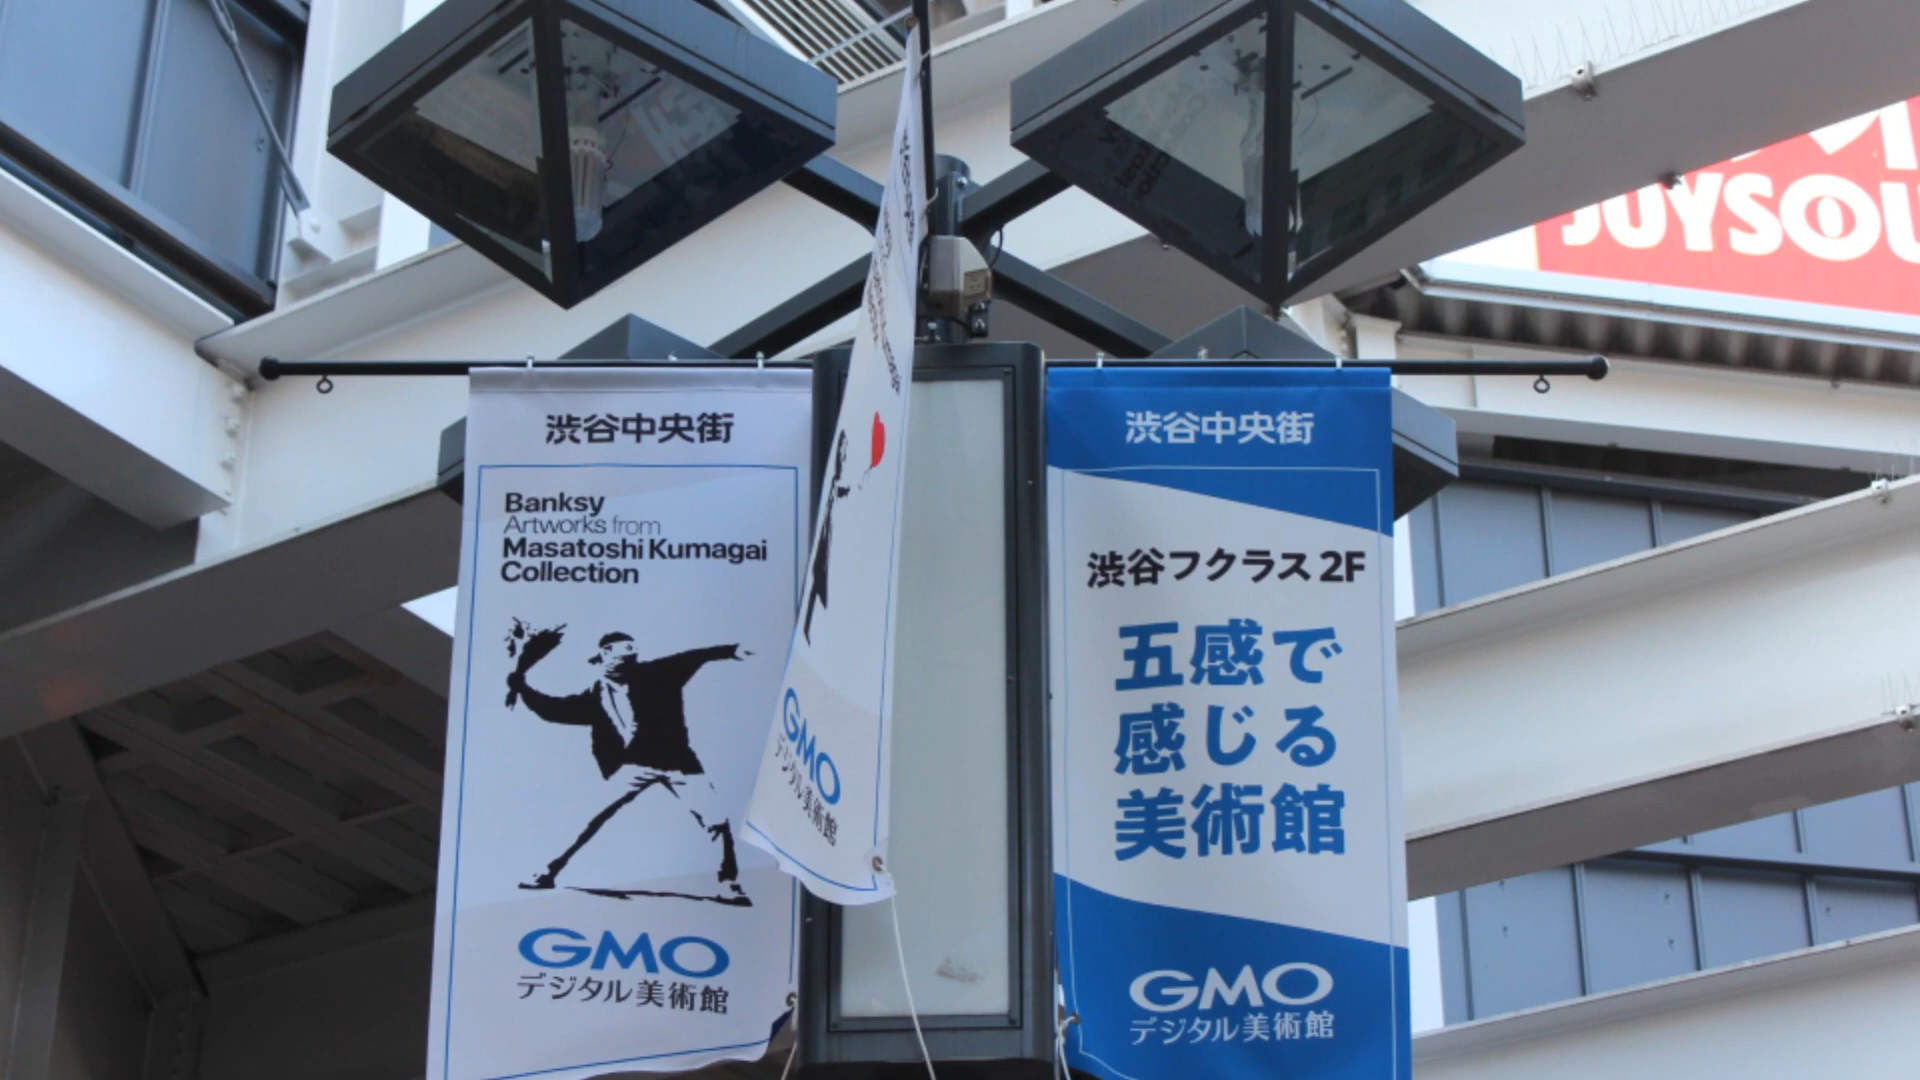 渋谷中央街
Banksy
Artworks from
Masatoshi Kumagai
Collection
GMO
デジタル美術館
GMO
デジタル美術館
渋谷中央街
渋谷フクラス 2F
五感で
感じる
美術館
GMO
デジタル美術館
JOYSOU